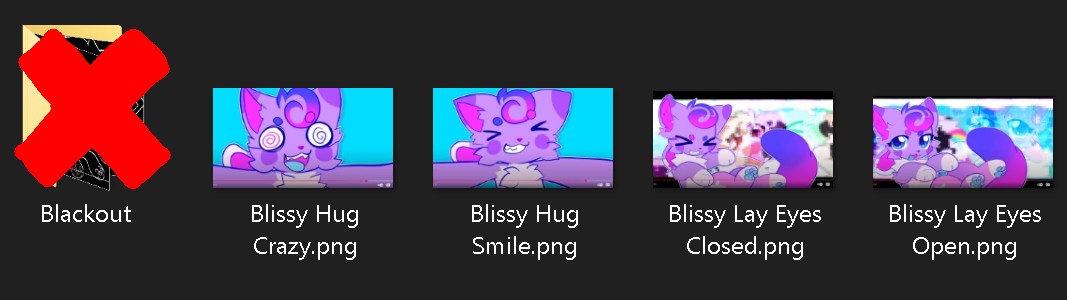 Blackout
Blissy Hug
Crazy.png
Blissy Hug
Smile.png
Blissy Lay Eyes
Closed.png
Blissy Lay Eyes
Open.png